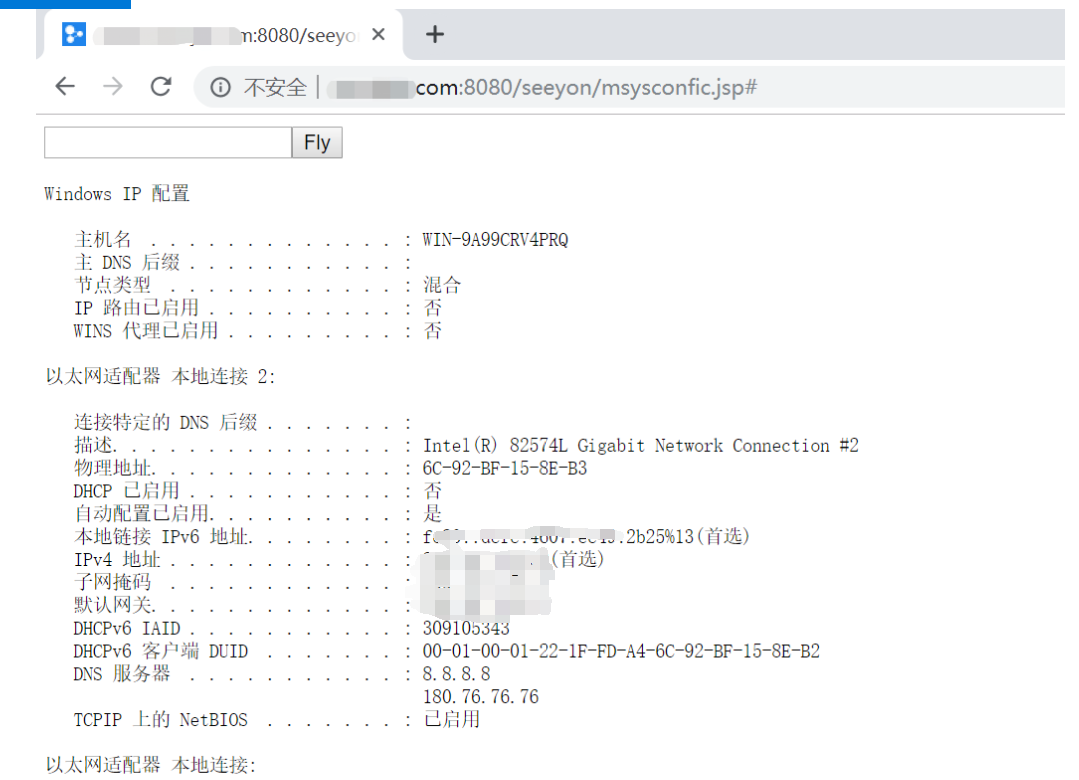 m:8080/seeyo
不安全 | com:8080/seeyon/msysconfic.jsp#
Fly
Windows IP 配置
主机名 . . . . . . . . . . . . . : WIN-9A99CRV4PRQ
主 DNS 后缀 . . . . . . . . . . . :
节点类型 . . . . . . . . . . . . : 混合
IP 路由已启用 . . . . . . . . . . : 否
WINS 代理已启用 . . . . . . . . . : 否
以太网适配器 本地连接 2:
连接特定的 DNS 后缀 . . . . . . . :
描述. . . . . . . . . . . . . . . : Intel(R) 82574L Gigabit Network Connection #2
物理地址. . . . . . . . . . . . . : 6C-92-BF-15-8E-B3
DHCP 已启用 . . . . . . . . . . . : 否
自动配置已启用. . . . . . . . . . : 是
本地链接 IPv6 地址. . . . . . . . : 2b25%13(首选)
IPv4 地址 . . . . . . . . . . . . : (首选)
子网掩码 . . . . . . . . . . . . :
默认网关. . . . . . . . . . . . . :
DHCPv6 IAID . . . . . . . . . . . : 309105343
DHCPv6 客户端 DUID . . . . . . . : 00-01-00-01-22-1F-FD-A4-6C-92-BF-15-8E-B2
DNS 服务器 . . . . . . . . . . . : 8.8.8.8
180.76.76.76
TCPIP 上的 NetBIOS . . . . . . . : 已启用
以太网适配器 本地连接: